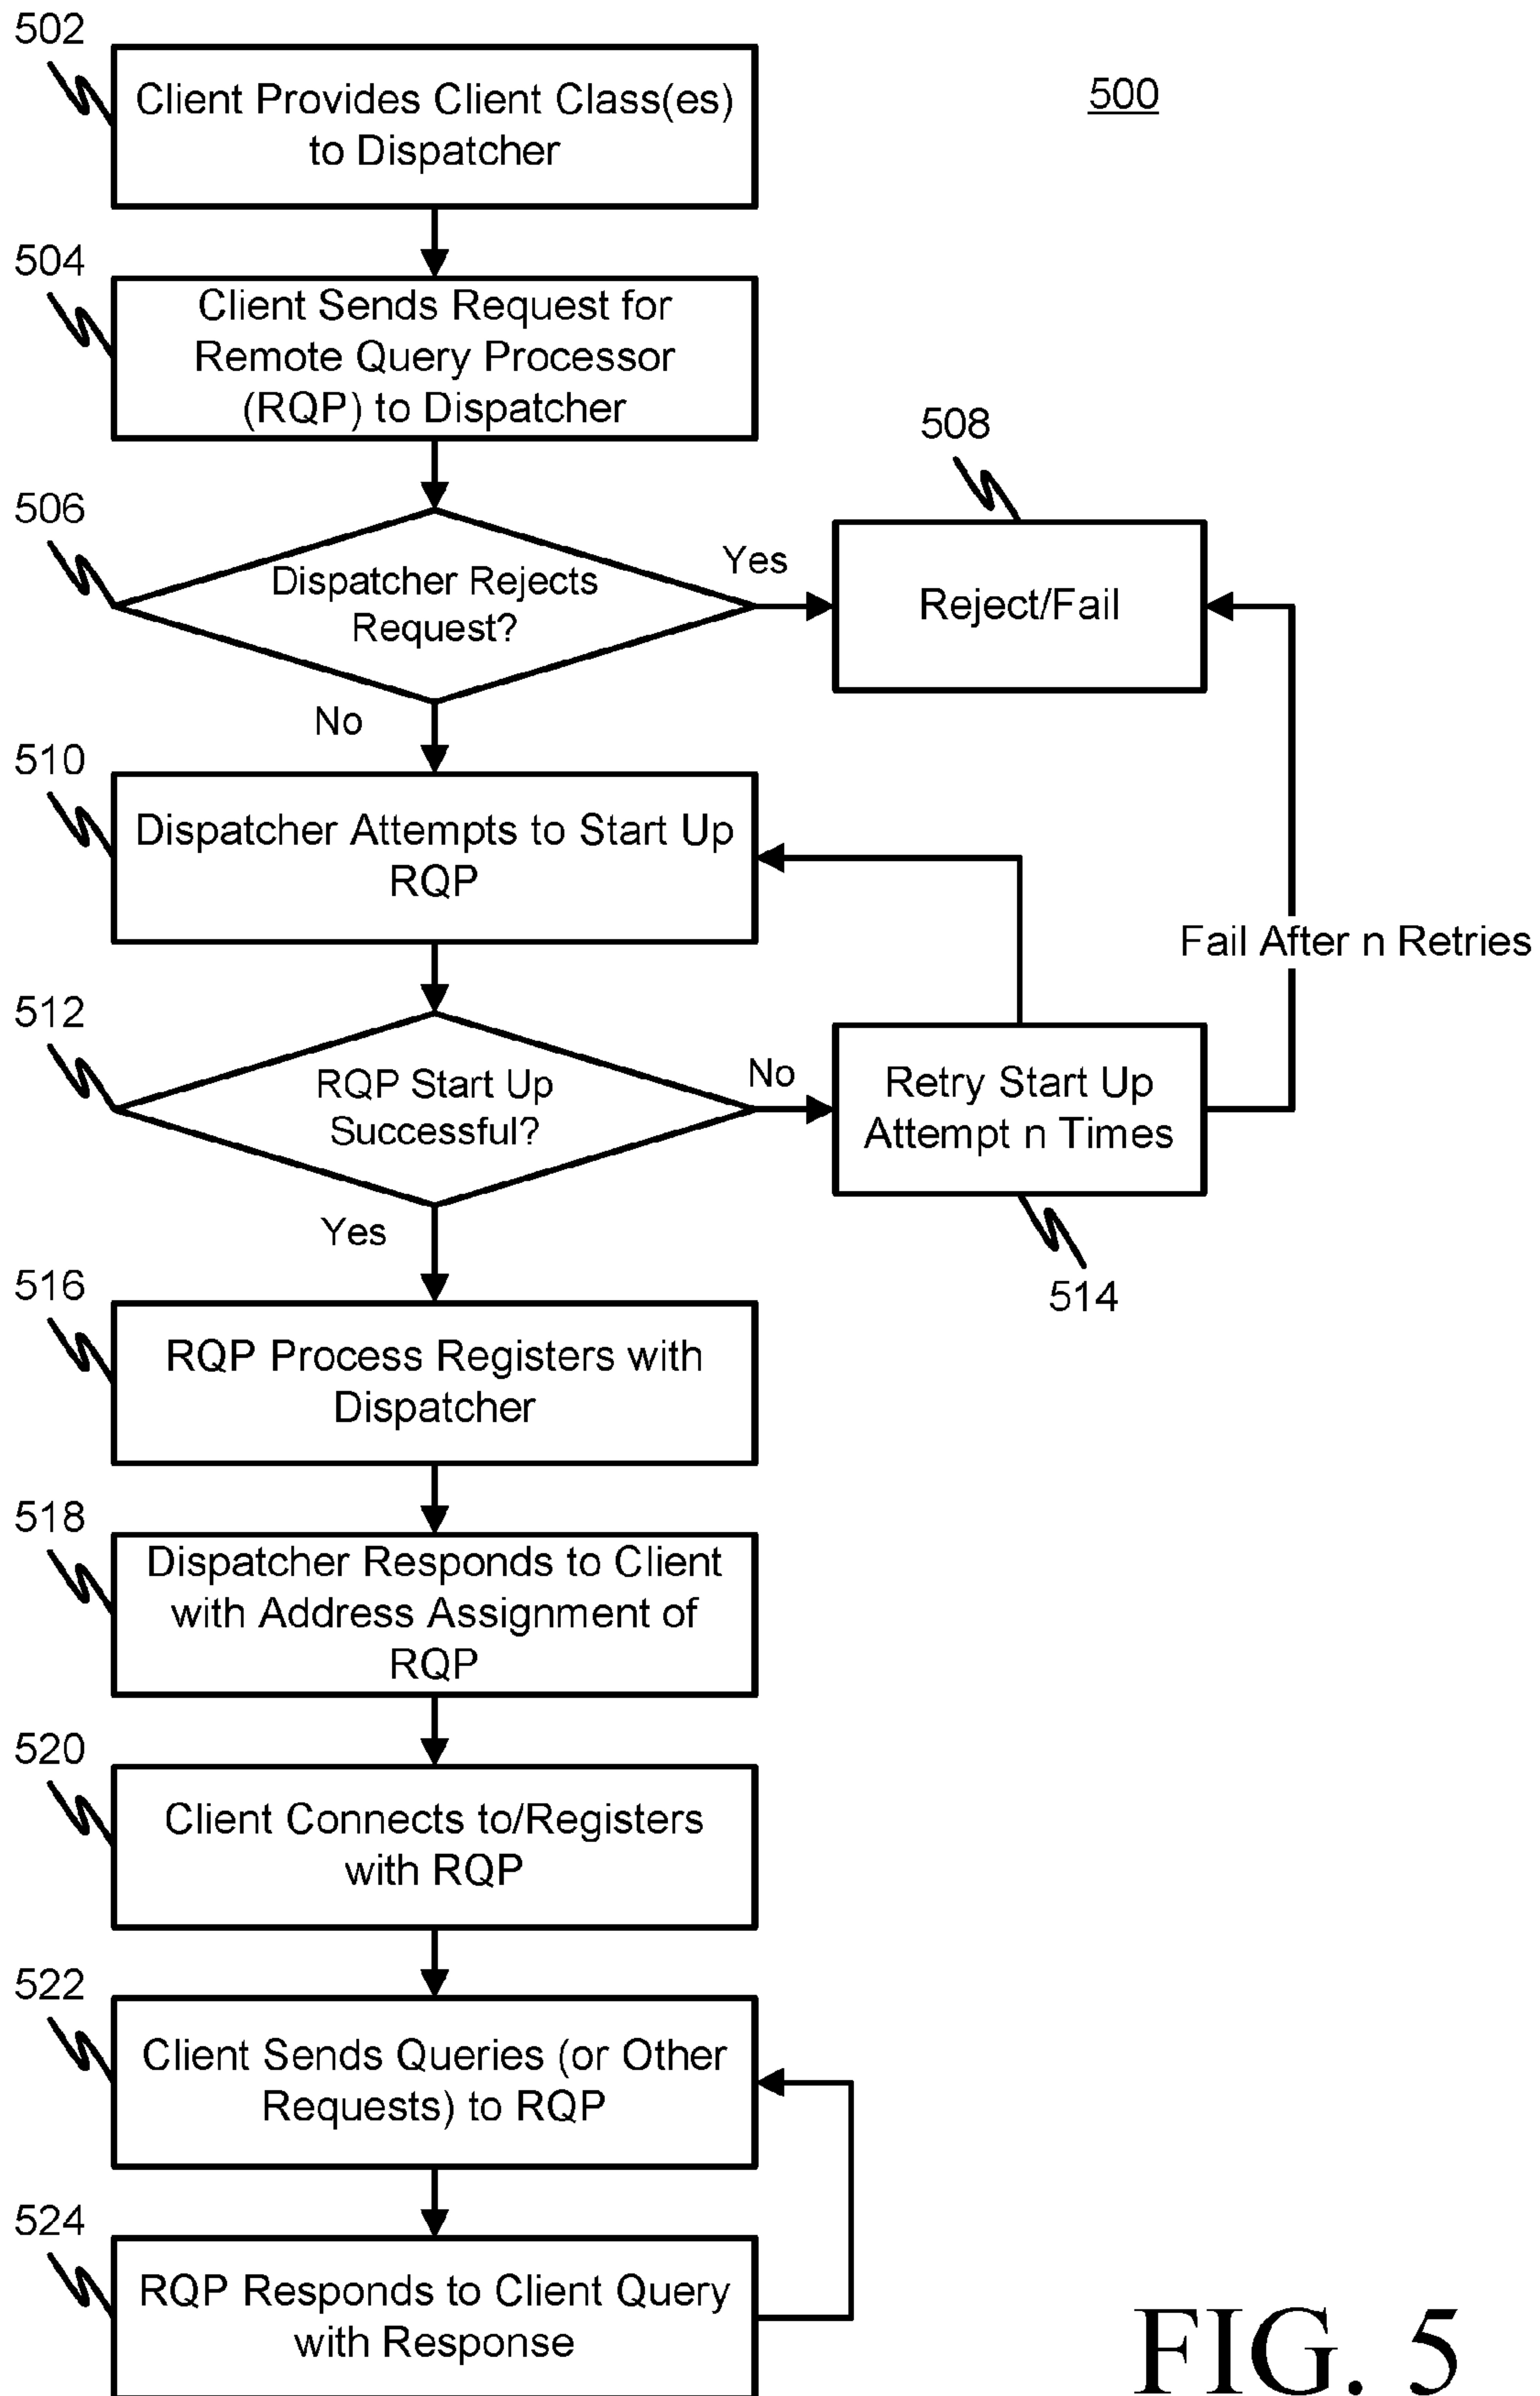 502
Client Provides Client Class(es)
to Dispatcher
500
504
Client Sends Request for
Remote Query Processor
(RQP) to Dispatcher
506
Dispatcher Rejects
Request?
Yes
508
Reject/Fail
No
510
Dispatcher Attempts to Start Up
RQP
Fail After n Retries
512
RQP Start Up
Successful?
No
Retry Start Up
Attempt n Times
514
Yes
516
RQP Process Registers with
Dispatcher
518
Dispatcher Responds to Client
with Address Assignment of
RQP
520
Client Connects to/Registers
with RQP
522
Client Sends Queries (or Other
Requests) to RQP
524
RQP Responds to Client Query
with Response
FIG. 5